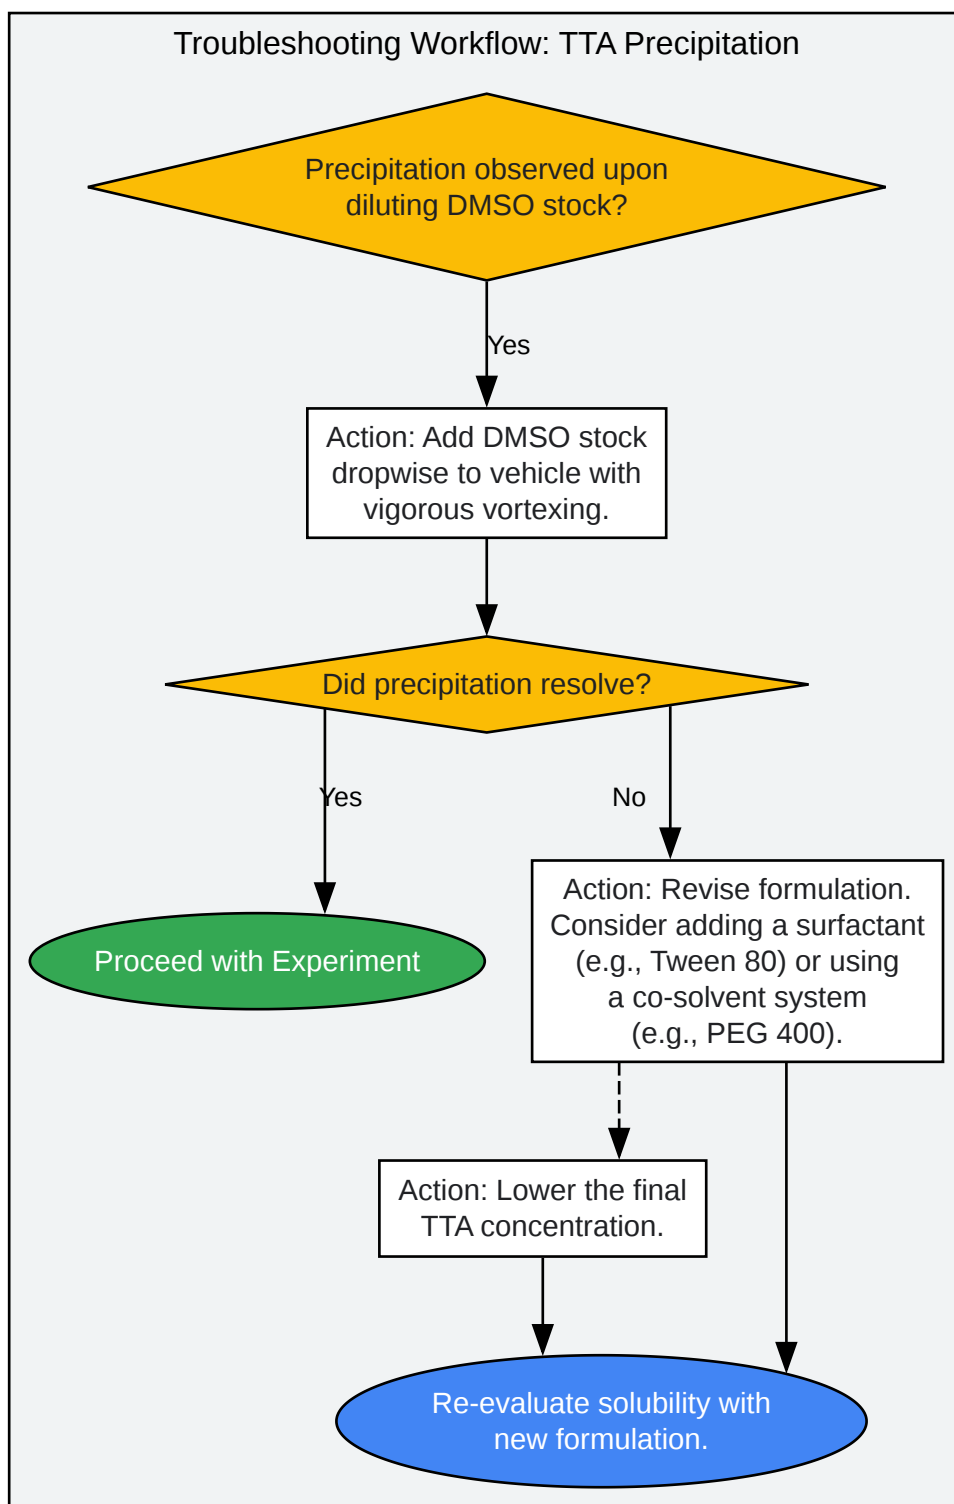 Troubleshooting Workflow: TTA Precipitation
Precipitation observed upon
diluting DMSO stock?
Yes
Action: Add DMSO stock
dropwise to vehicle with
vigorous vortexing.
Did precipitation resolve?
Yes
No
Action: Revise formulation.
Consider adding a surfactant
(e.g., Tween 80) or using
a co-solvent system
(e.g., PEG 400).
Proceed with Experiment
Action: Lower the final
TTA concentration.
Re-evaluate solubility with
new formulation.